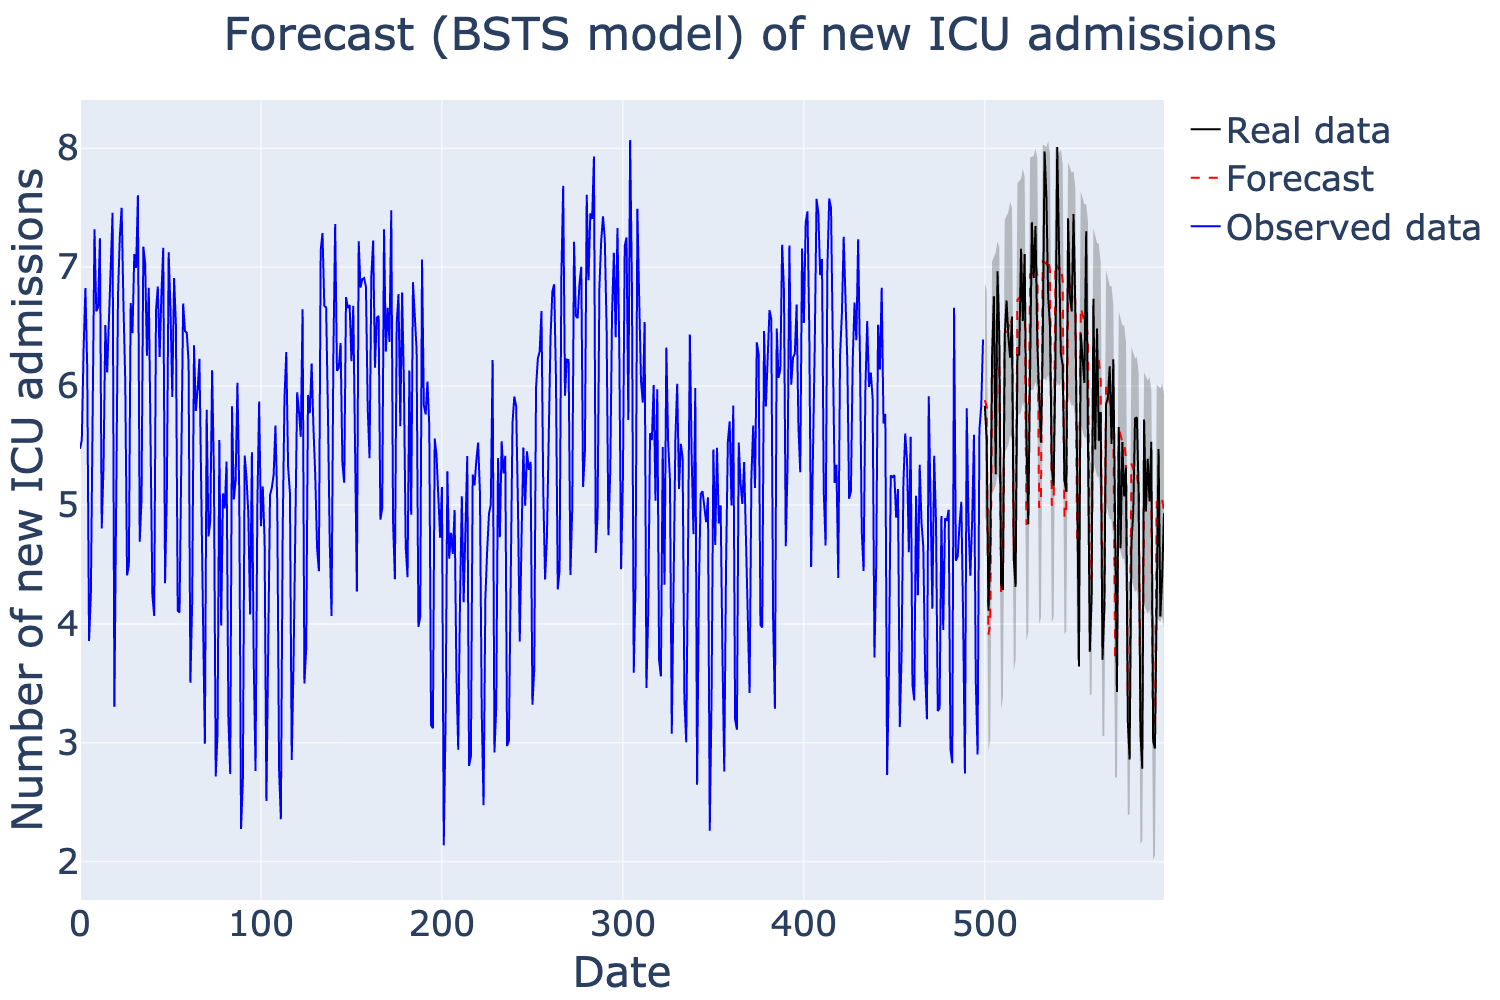 Forecast (BSTS model) of new ICU admissions
Number of new ICU admissions
8
7
6
5
4
3
2
0 100 200 300 400 500
Date
Real data
Forecast
Observed data